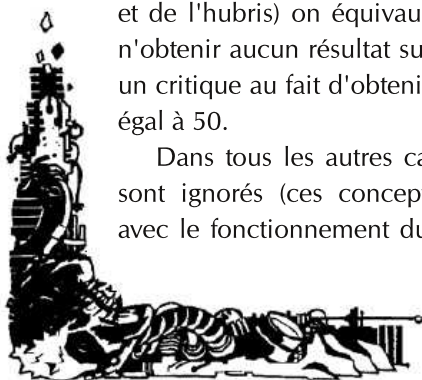 et de l'hubris) on équivau
n'obtenir aucun résultat su
un critique au fait d'obteni
égal à 50.
Dans tous les autres ca
sont ignorés (ces concept
avec le fonctionnement du